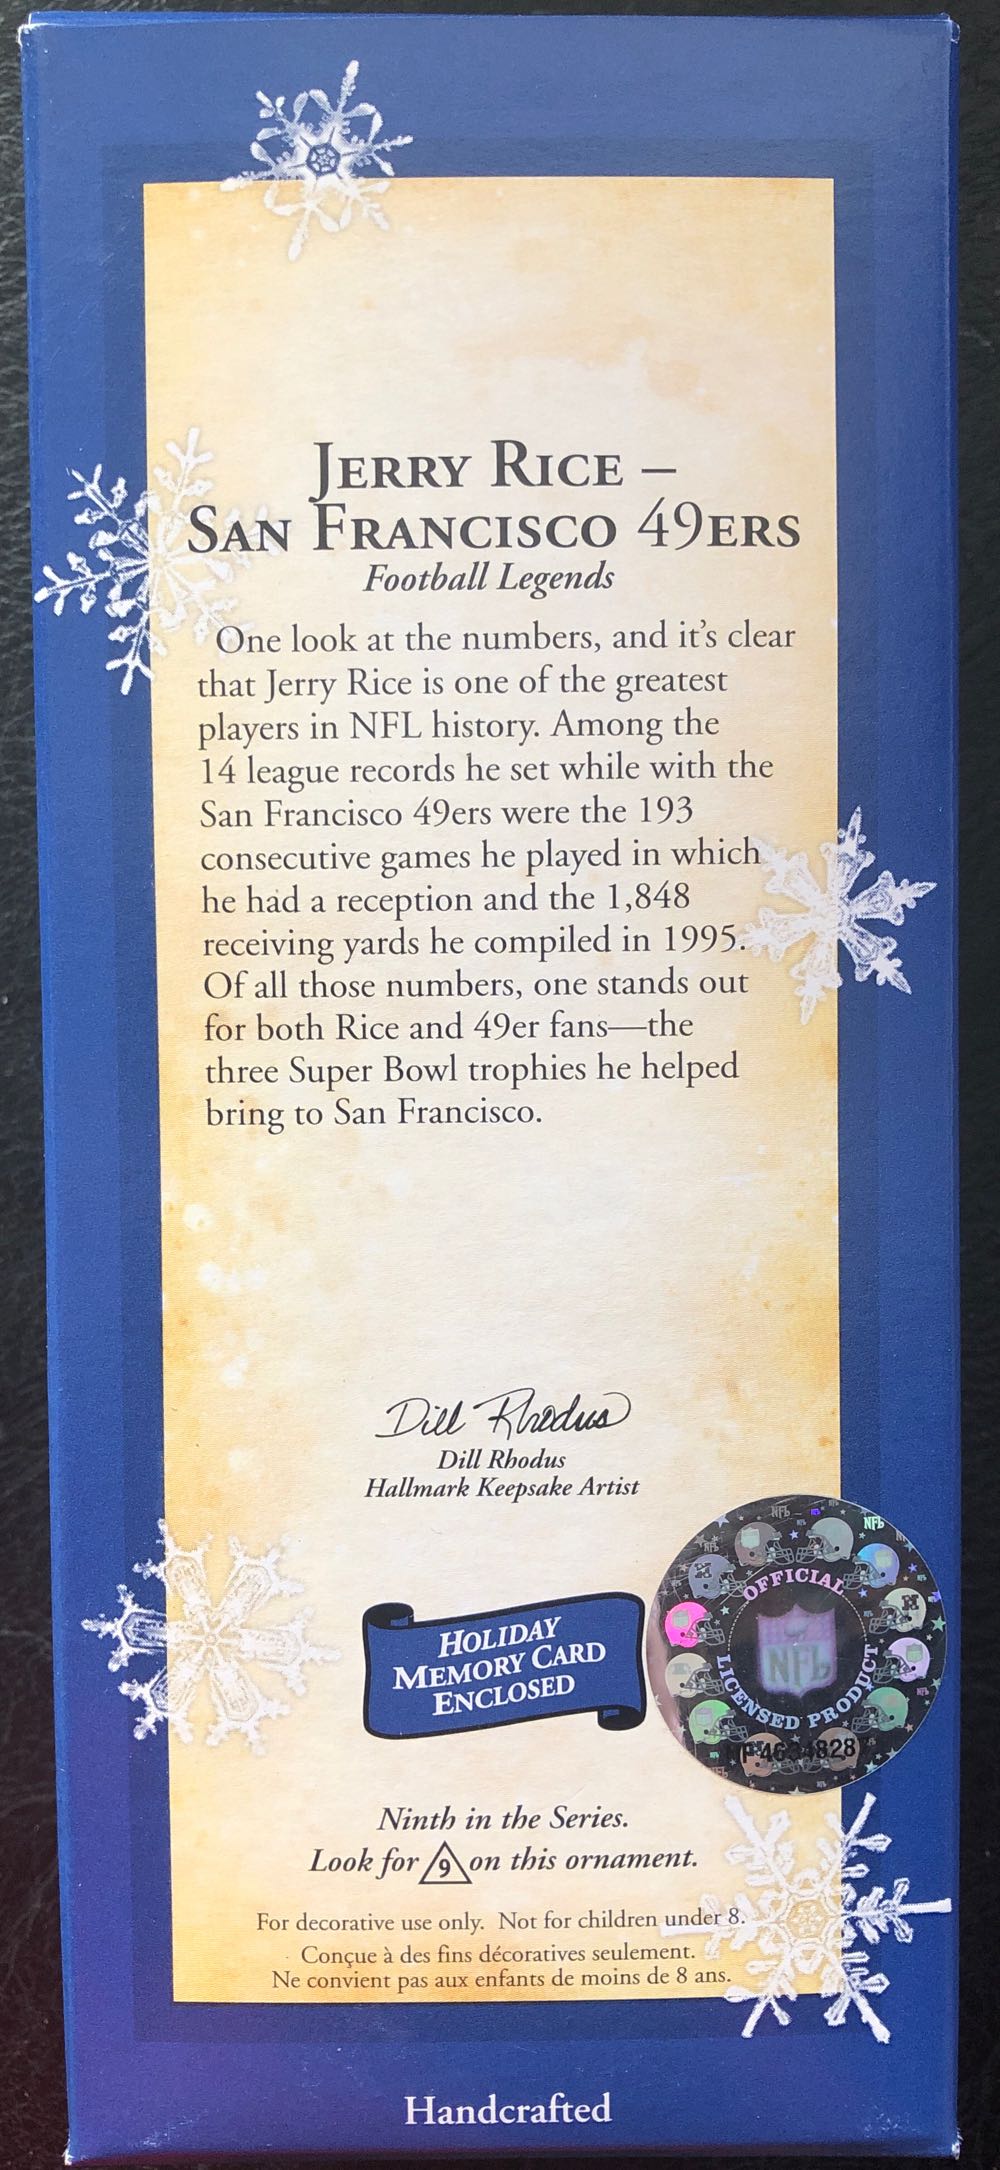 JERRY RICE –
SAN FRANCISCO 49ERS
Football Legends
One look at the numbers, and it's clear
that Jerry Rice is one of the greatest
players in NFL history. Among the
14 league records he set while with the
San Francisco 49ers were the 193
consecutive games he played in which
he had a reception and the 1,848
receiving yards he compiled in 1995.
Of all those numbers, one stands out
for both Rice and 49er fans—the
three Super Bowl trophies he helped
bring to San Francisco.
Dill Rhodus
Dill Rhodus
Hallmark Keepsake Artist
HOLIDAY
MEMORY CARD
ENCLOSED
OFFICIAL
NFL
LICENSED PRODUCT
Ninth in the Series.
Look for 9 on this ornament.
For decorative use only. Not for children under 8.
Conçue à des fins décoratives seulement.
Ne convient pas aux enfants de moins de 8 ans.
Handcrafted